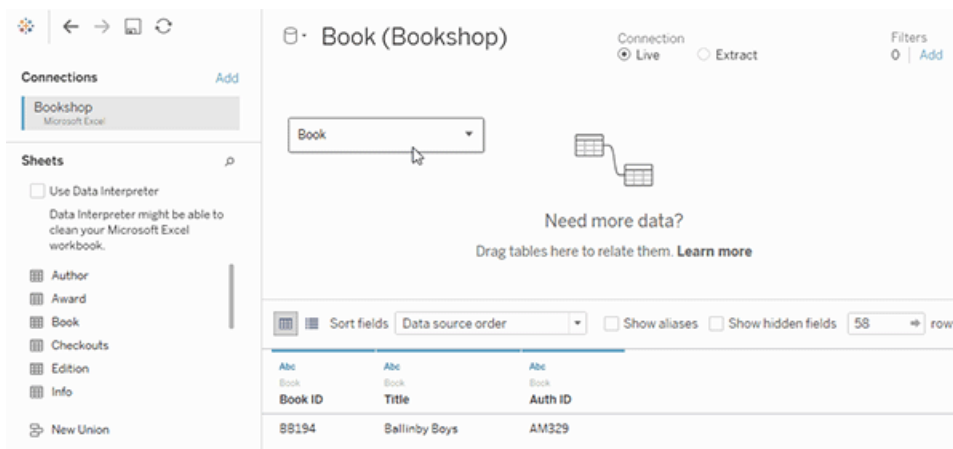 Book (Bookshop)
Connection
Live
Extract
Filters
0
Add
Connections
Add
Bookshop
Microsoft Excel
Book
Sheets
Use Data Interpreter
Data Interpreter might be able to
clean your Microsoft Excel
workbook.
Need more data?
Drag tables here to relate them. Learn more
Author
Award
Book
Checkouts
Edition
Info
New Union
Sort fields
Data source order
Show aliases
Show hidden fields
58
row
Abc
Abc
Abc
Book
Book
Book
Book ID
Title
Auth ID
BB194
Ballinby Boys
AM329